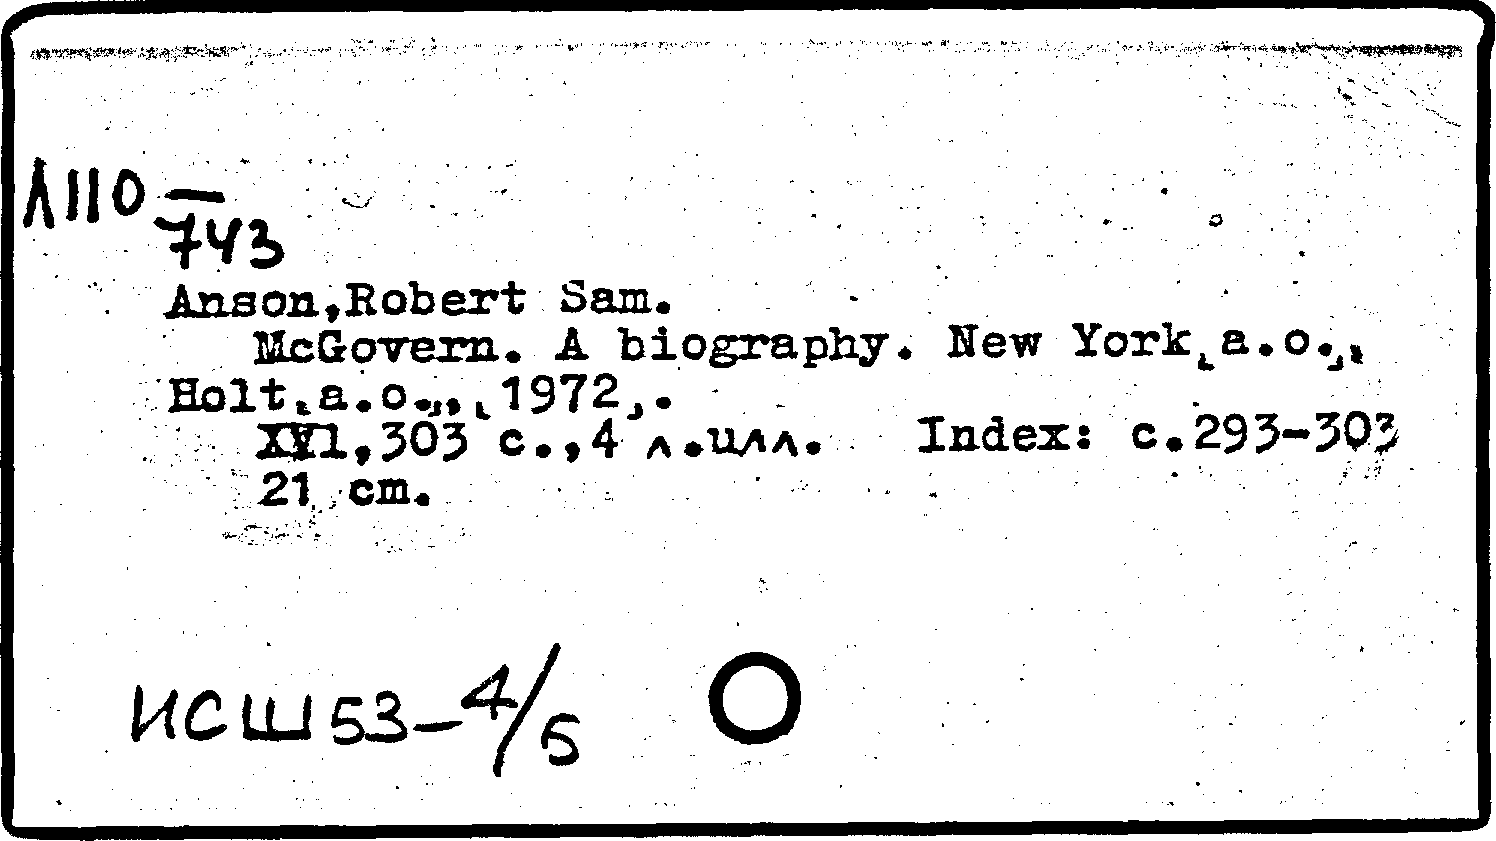 Л110—
743
Anson,Robert Sam.
McGovern. A biography. New York[a.o.],
Holt[a.o.],[1972].
XVI,303 с.,4 л.илл. Index: с.293-303
21 cm.
ИСШ53-4/5